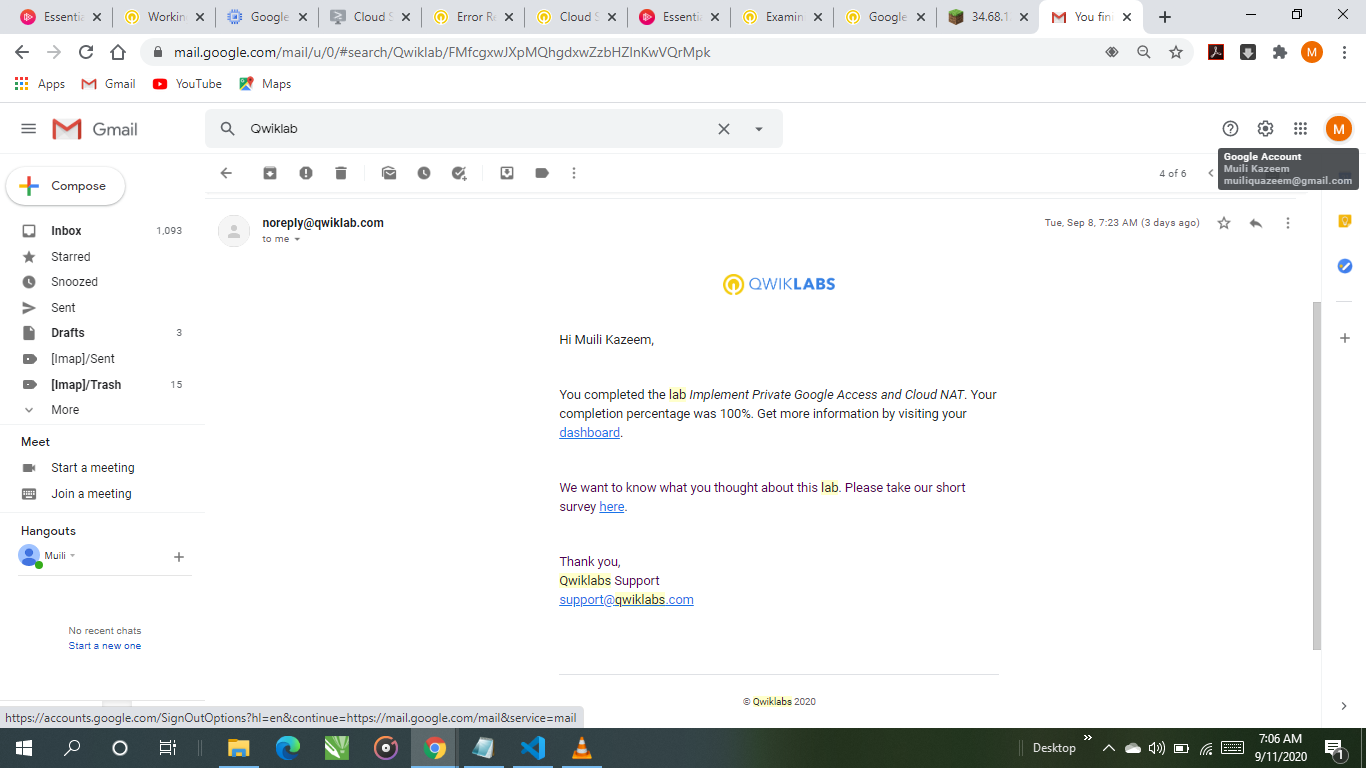 Essentia
Workin
Google
Cloud S
Error Re
Cloud S
Essentia
Examin
Google
34.68.1
You fini
mail.google.com/mail/u/0/#search/Qwiklab/FMfcgxwJXpMQhgdxwZzbHZlnKwVQrMpk
M
Apps
Gmail
YouTube
Maps
Gmail
Qwiklab
M
Compose
4 of 6
Google Account
Muili Kazeem
muiliquazeem@gmail.com
Inbox 1,093
Starred
Snoozed
Sent
Drafts 3
[Imap]/Sent
[Imap]/Trash 15
More
Meet
Start a meeting
Join a meeting
Hangouts
Muili
No recent chats
Start a new one
noreply@qwiklab.com
to me
Tue, Sep 8, 7:23 AM (3 days ago)
QWIKLABS
Hi Muili Kazeem,
You completed the lab Implement Private Google Access and Cloud NAT. Your
completion percentage was 100%. Get more information by visiting your
dashboard.
We want to know what you thought about this lab. Please take our short
survey here.
Thank you,
Qwiklabs Support
support@qwiklabs.com
© Qwiklabs 2020
https://accounts.google.com/SignOutOptions?hl=en&continue=https://mail.google.com/mail&service=mail
Desktop
7:06 AM
9/11/2020
1